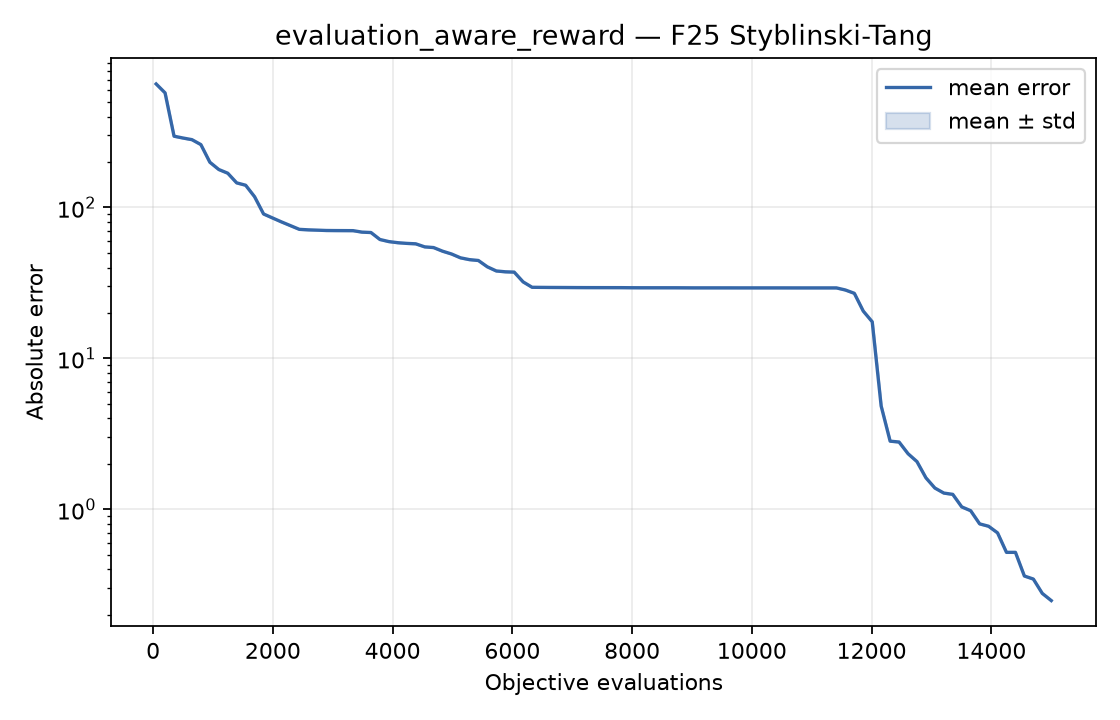 evaluation_aware_reward — F25 Styblinski-Tang
mean error
mean ± std
Absolute error
10²
10¹
10⁰
0 2000 4000 6000 8000 10000 12000 14000
Objective evaluations